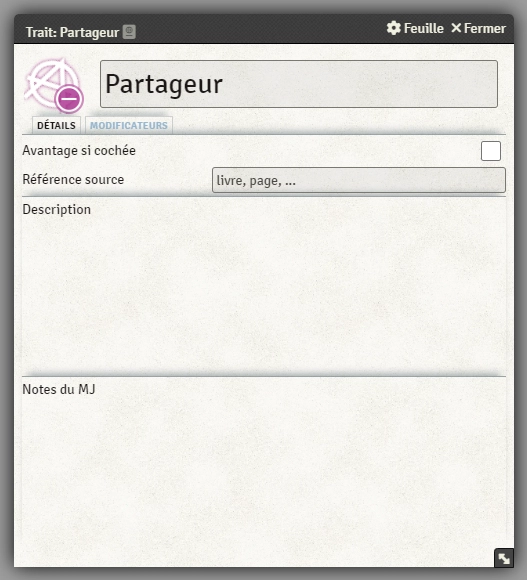 Trait: Partageur
Feuille
Fermer
Partageur
DÉTAILS
MODIFICATEURS
Avantage si cochée
Référence source
livre, page, ...
Description
Notes du MJ